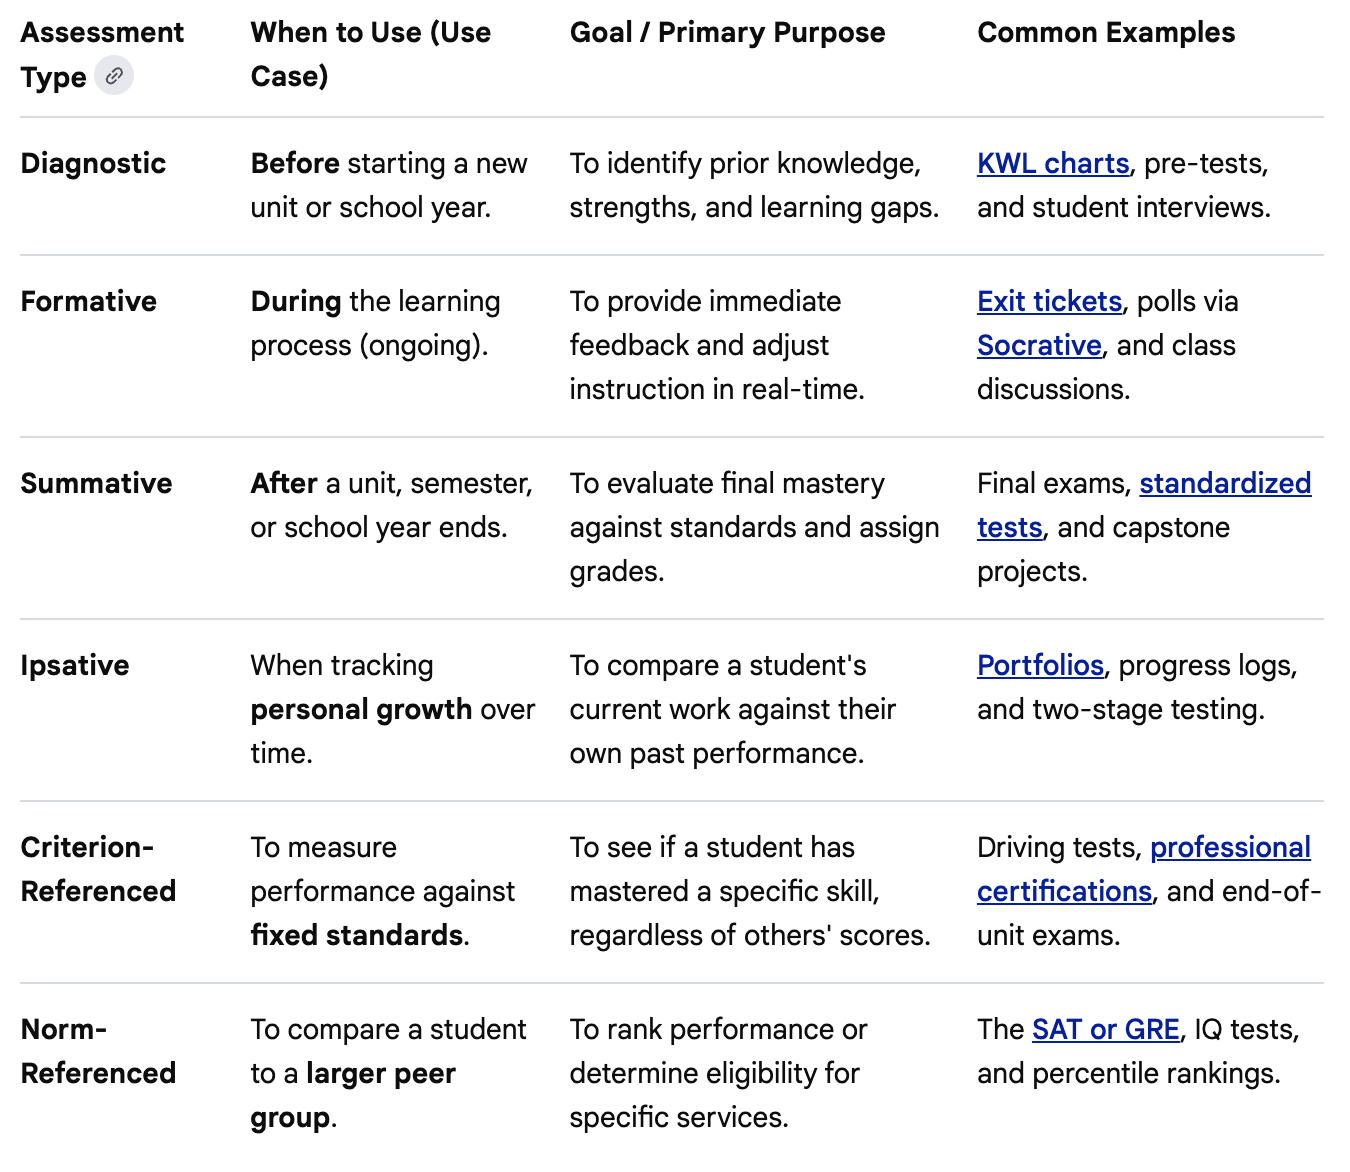 Assessment Type
When to Use (Use Case)
Goal / Primary Purpose
Common Examples
Diagnostic
Before starting a new
unit or school year.
To identify prior knowledge,
strengths, and learning gaps.
KWL charts, pre-tests,
and student interviews.
Formative
During the learning
process (ongoing).
To provide immediate
feedback and adjust
instruction in real-time.
Exit tickets, polls via
Socrative, and class
discussions.
Summative
After a unit, semester,
or school year ends.
To evaluate final mastery
against standards and assign
grades.
Final exams, standardized
tests, and capstone
projects.
Ipsative
When tracking
personal growth over
time.
To compare a student's
current work against their
own past performance.
Portfolios, progress logs,
and two-stage testing.
Criterion-
Referenced
To measure
performance against
fixed standards.
To see if a student has
mastered a specific skill,
regardless of others' scores.
Driving tests, professional
certifications, and end-of-
unit exams.
Norm-
Referenced
To compare a student
to a larger peer
group.
To rank performance or
determine eligibility for
specific services.
The SAT or GRE, IQ tests,
and percentile rankings.